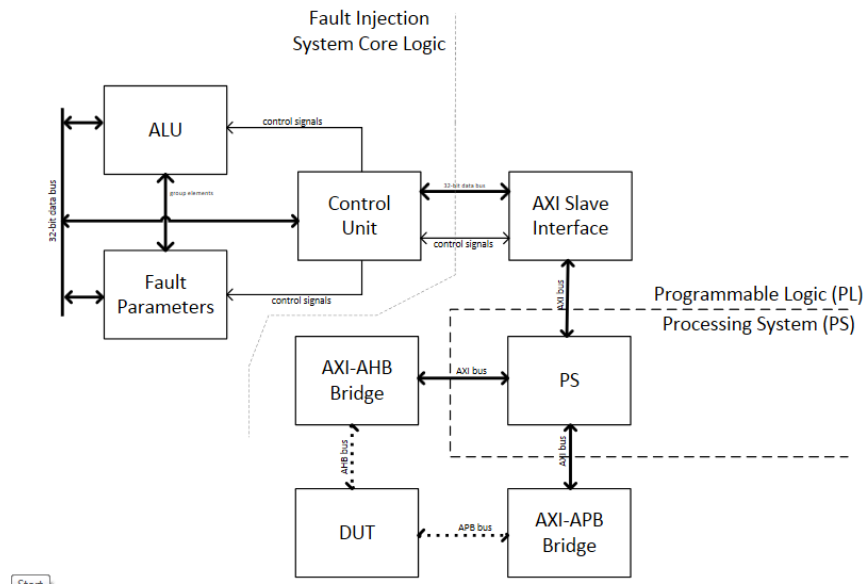 Fault Injection
System Core Logic
ALU
control signals
32-bit data bus
group elements
Control
Unit
32-bit data bus
control signals
AXI Slave
Interface
Fault
Parameters
control signals
AXI bus
Programmable Logic (PL)
Processing System (PS)
AXI-AHB
Bridge
AXI bus
PS
AHB bus
AXI bus
DUT
APB bus
AXI-APB
Bridge
Start